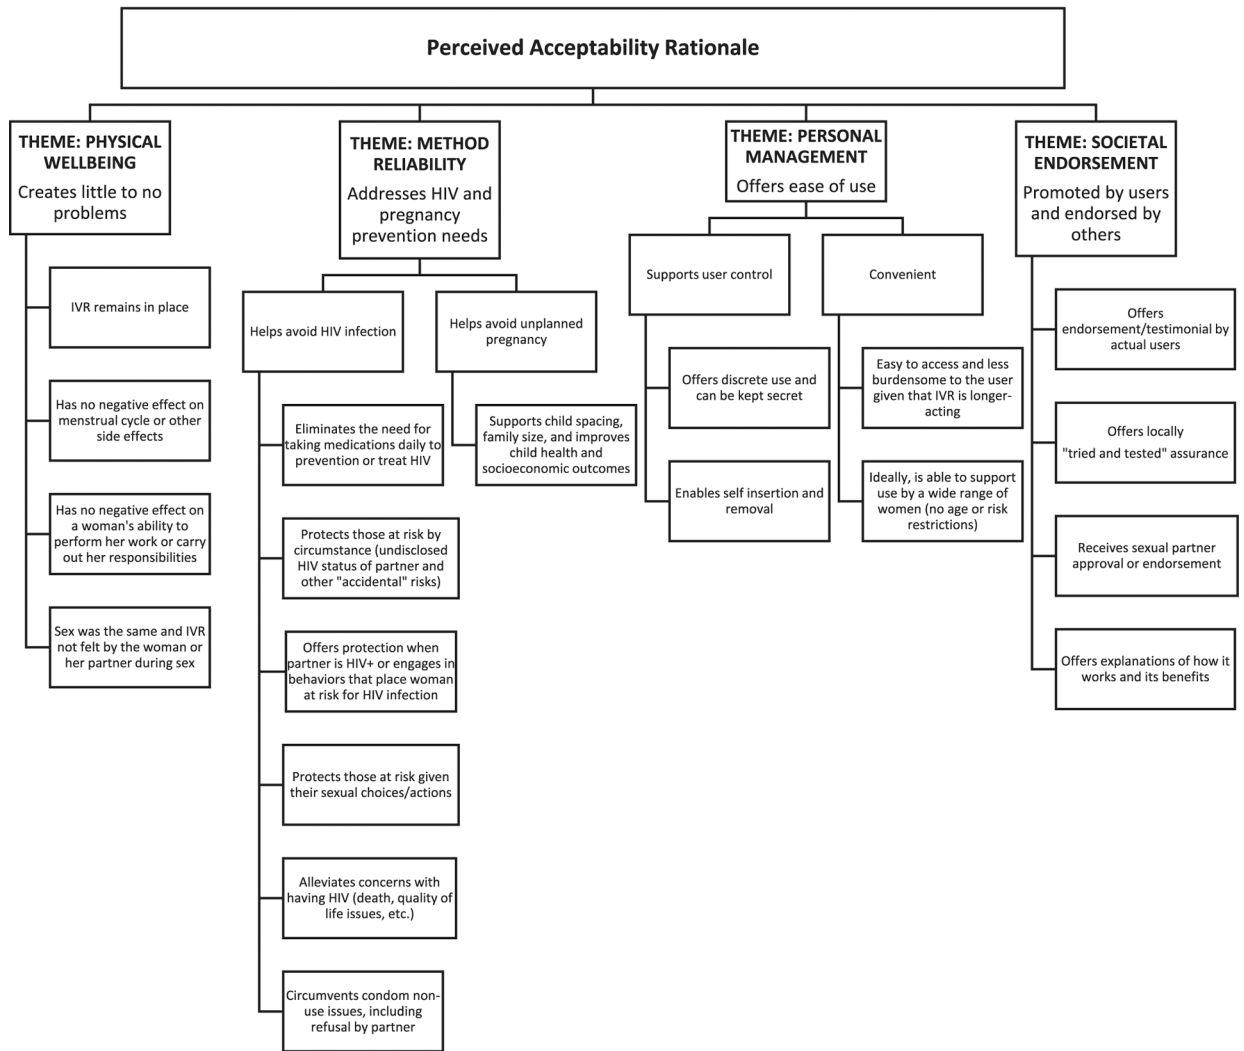 Perceived Acceptability Rationale
THEME: PHYSICAL
WELLBEING
Creates little to no
problems
IVR remains in place
Has no negative effect on
menstrual cycle or other
side effects
Has no negative effect on
a woman's ability to
perform her work or carry
out her responsibilities
Sex was the same and IVR
not felt by the woman or
her partner during sex
THEME: METHOD
RELIABILITY
Addresses HIV and
pregnancy
prevention needs
Helps avoid HIV infection
Eliminates the need for
taking medications daily to
prevention or treat HIV
Protects those at risk by
circumstance (undisclosed
HIV status of partner and
other "accidental" risks)
Offers protection when
partner is HIV+ or engages in
behaviors that place woman
at risk for HIV infection
Protects those at risk given
their sexual choices/actions
Alleviates concerns with
having HIV (death, quality of
life issues, etc.)
Circumvents condom non-
use issues, including
refusal by partner
Helps avoid unplanned
pregnancy
Supports child spacing,
family size, and improves
child health and
socioeconomic outcomes
THEME: PERSONAL
MANAGEMENT
Offers ease of use
Supports user control
Offers discrete use and
can be kept secret
Enables self insertion and
removal
Convenient
Easy to access and less
burdensome to the user
given that IVR is longer-
acting
Ideally, is able to support
use by a wide range of
women (no age or risk
restrictions)
THEME: SOCIETAL
ENDORSEMENT
Promoted by users
and endorsed by
others
Offers
endorsement/testimonial by
actual users
Offers locally
"tried and tested" assurance
Receives sexual partner
approval or endorsement
Offers explanations of how it
works and its benefits